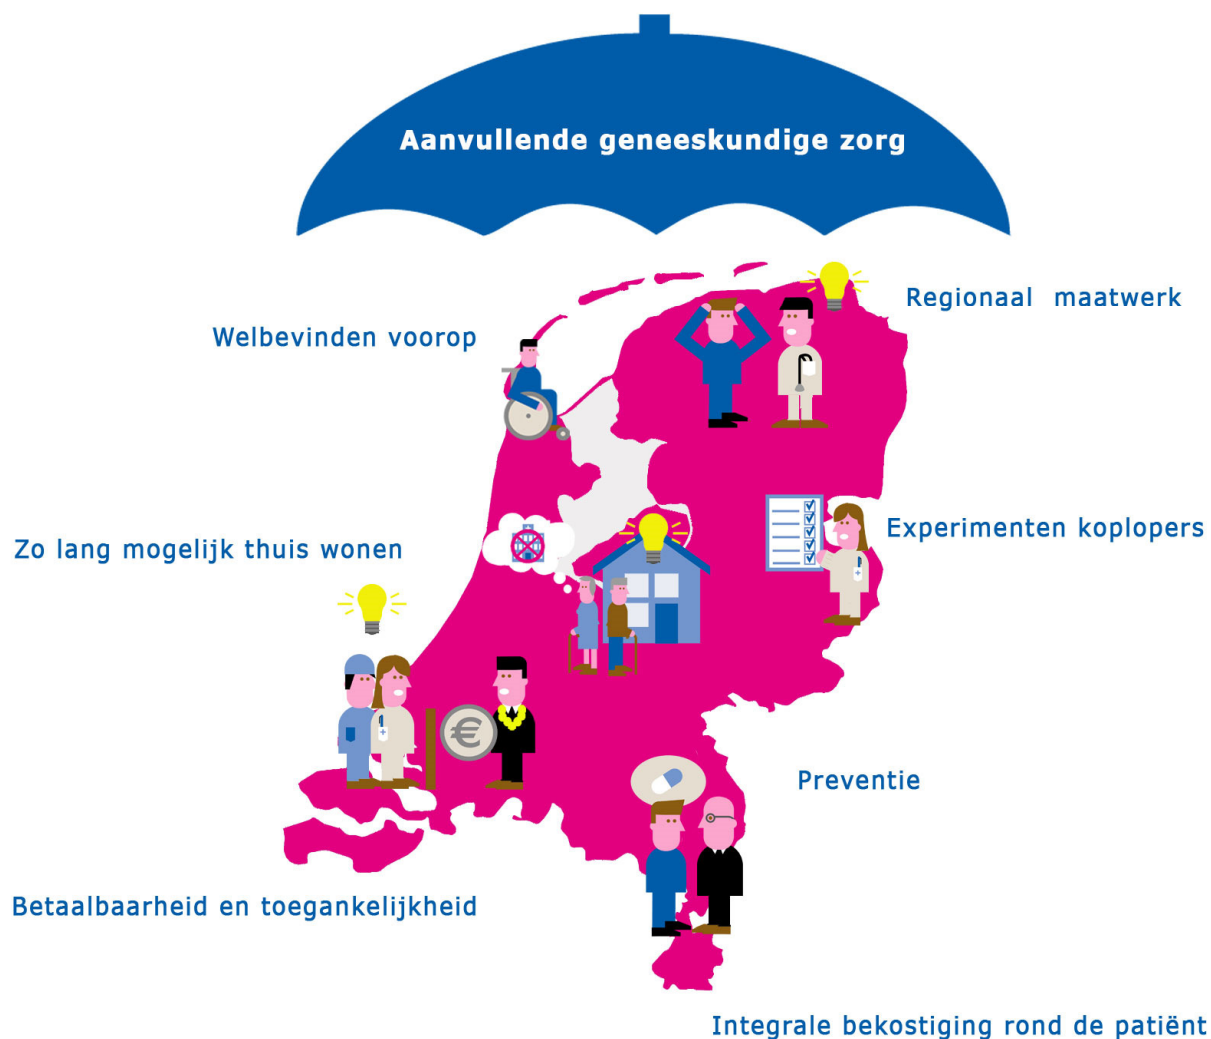 Aanvullende geneeskundige zorg
Regionaal maatwerk
Welbevinden voorop
Experimenten koplopers
Zo lang mogelijk thuis wonen
€
Preventie
Betaalbaarheid en toegankelijkheid
Integrale bekostiging rond de patiënt